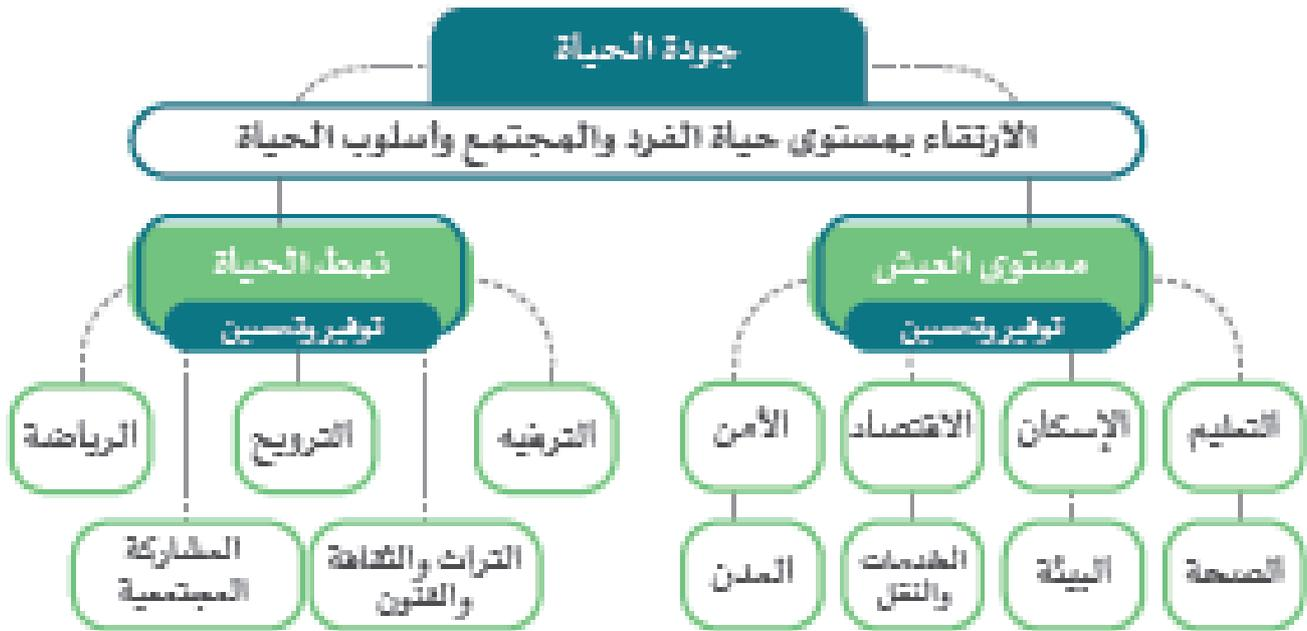 جودة الحياة
الارتقاء بمستوى حياة الفرد والمجتمع وأسلوب الحياة
مستوى العيش
توفير وتحسين
التعليم
الإسكان
الاقتصاد
الأمن
الصحة
البيئة
الخدمات
والنقل
المدن
نمط الحياة
توفير وتحسين
الترفيه
الترويح
الرياضة
التراث والثقافة
والفنون
المشاركة
المجتمعية